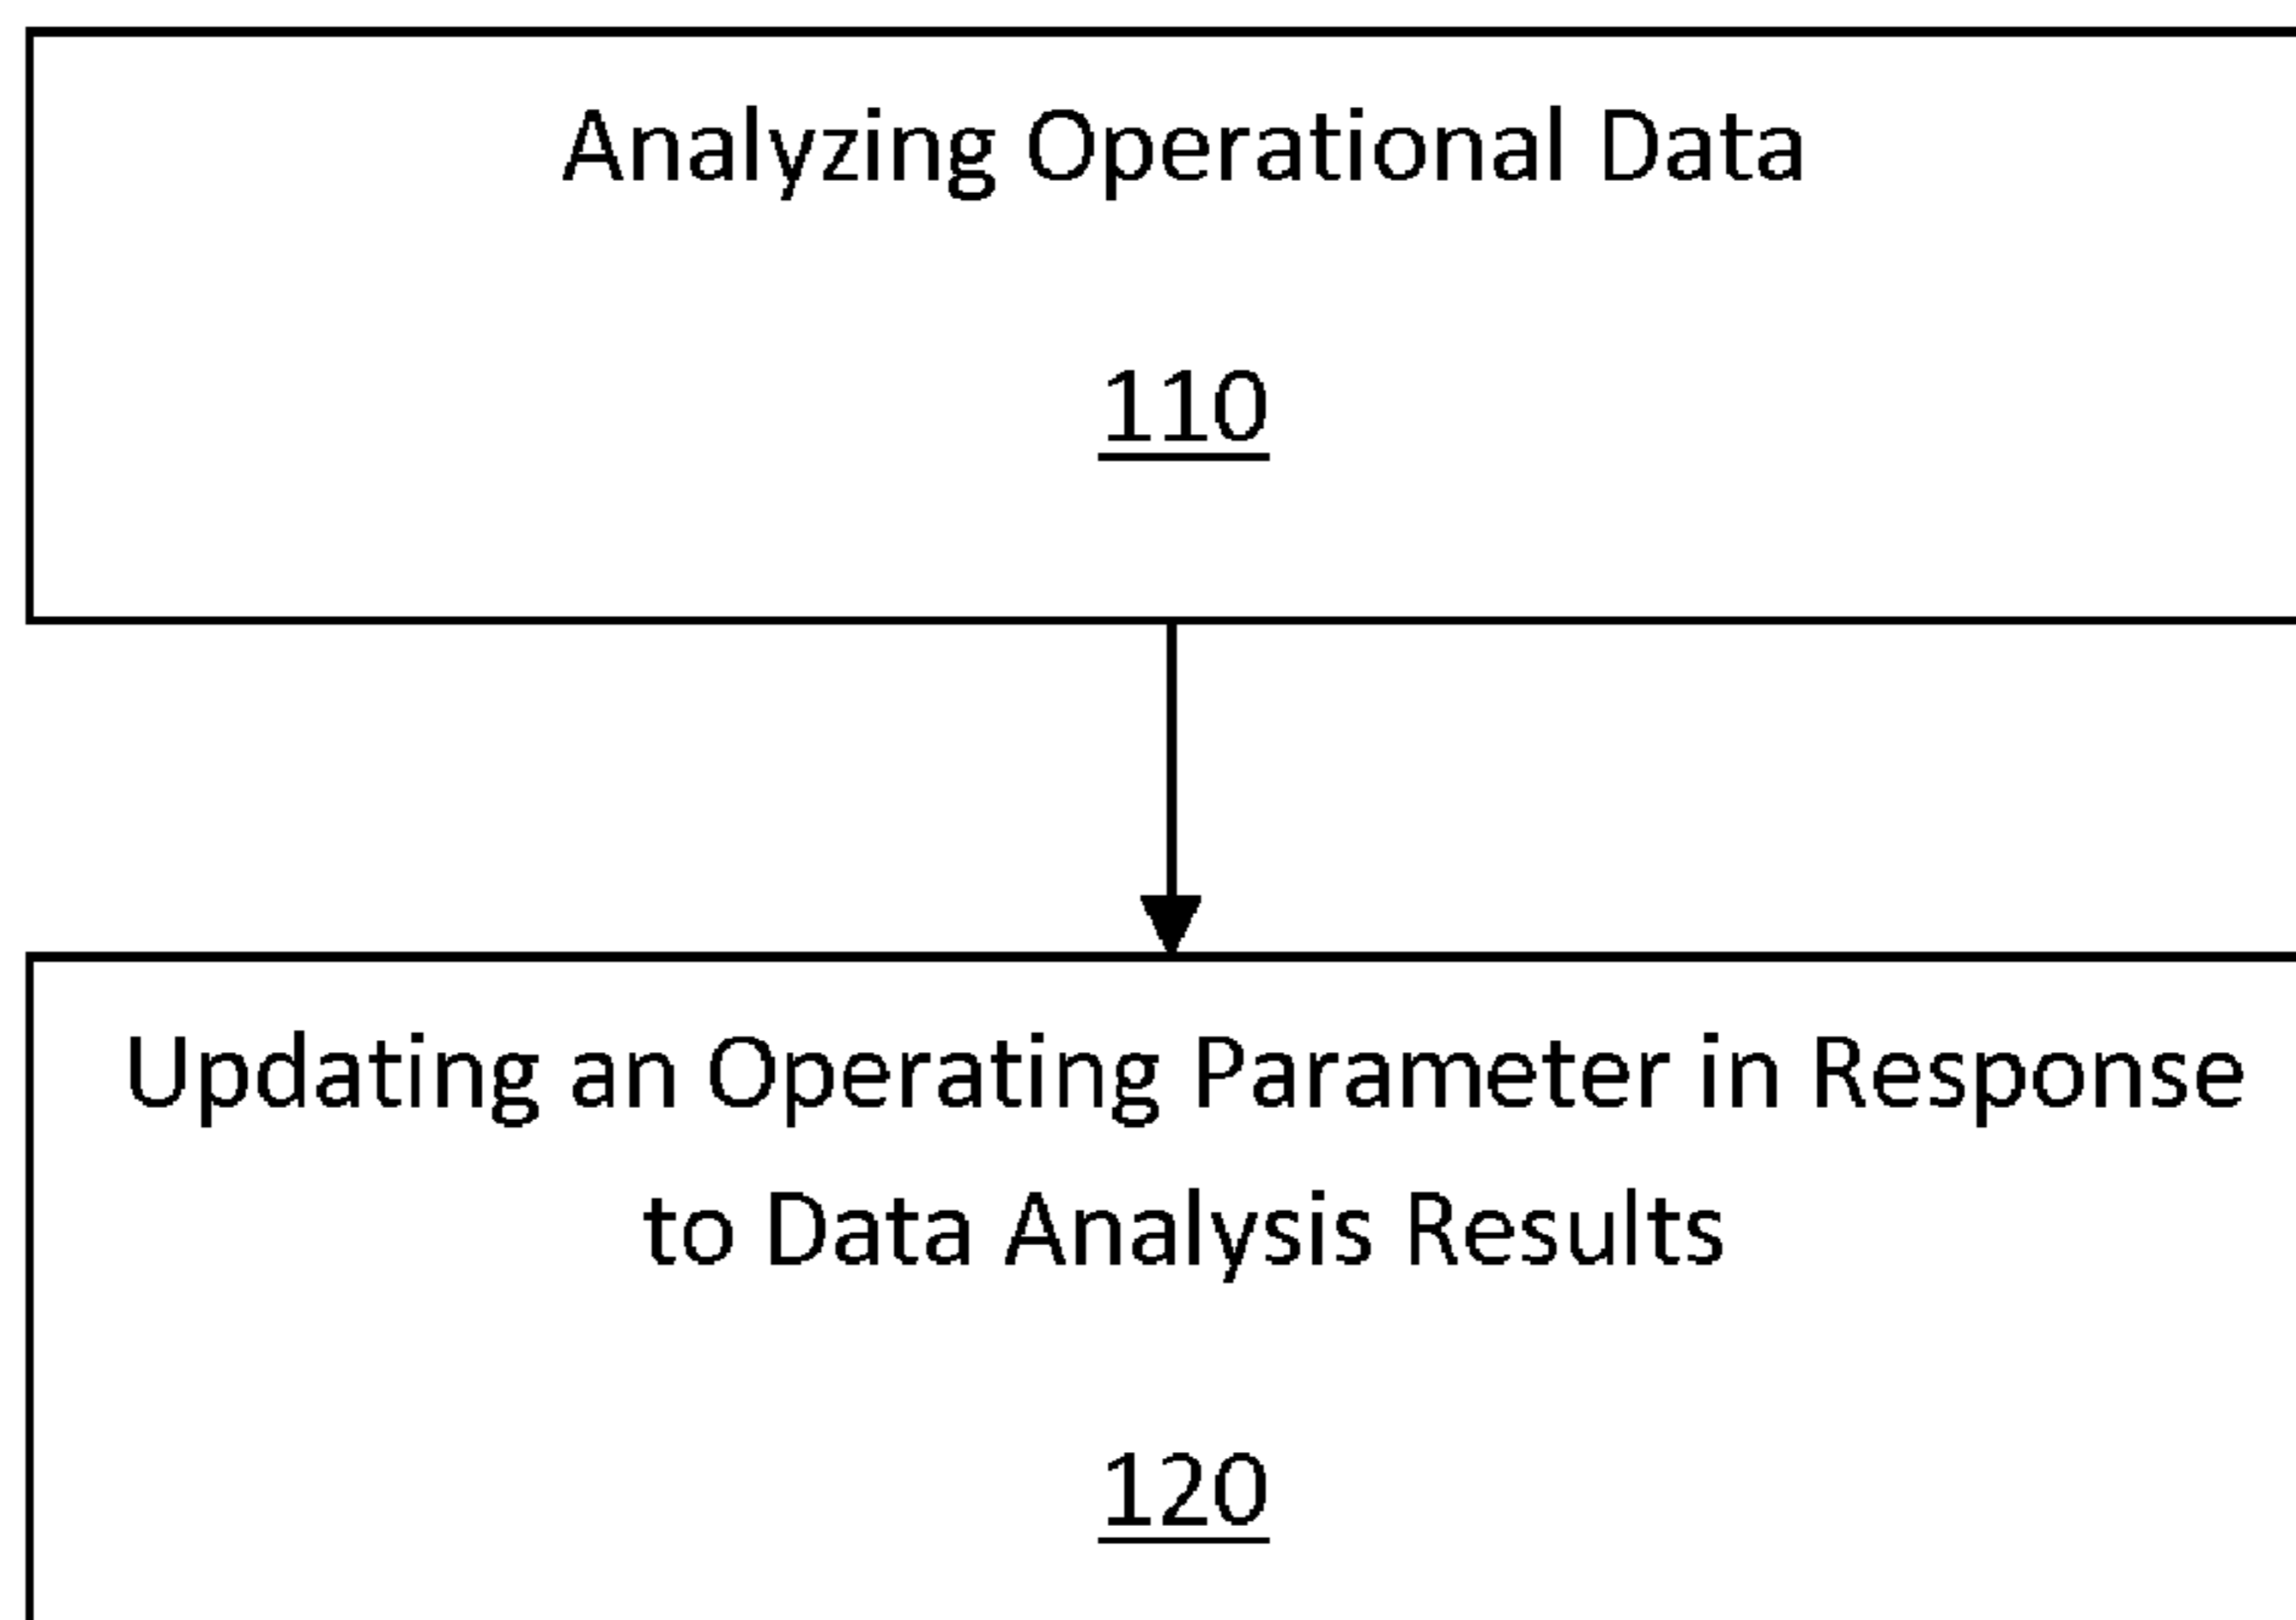 Analyzing Operational Data
110
Updating an Operating Parameter in Response
to Data Analysis Results
120